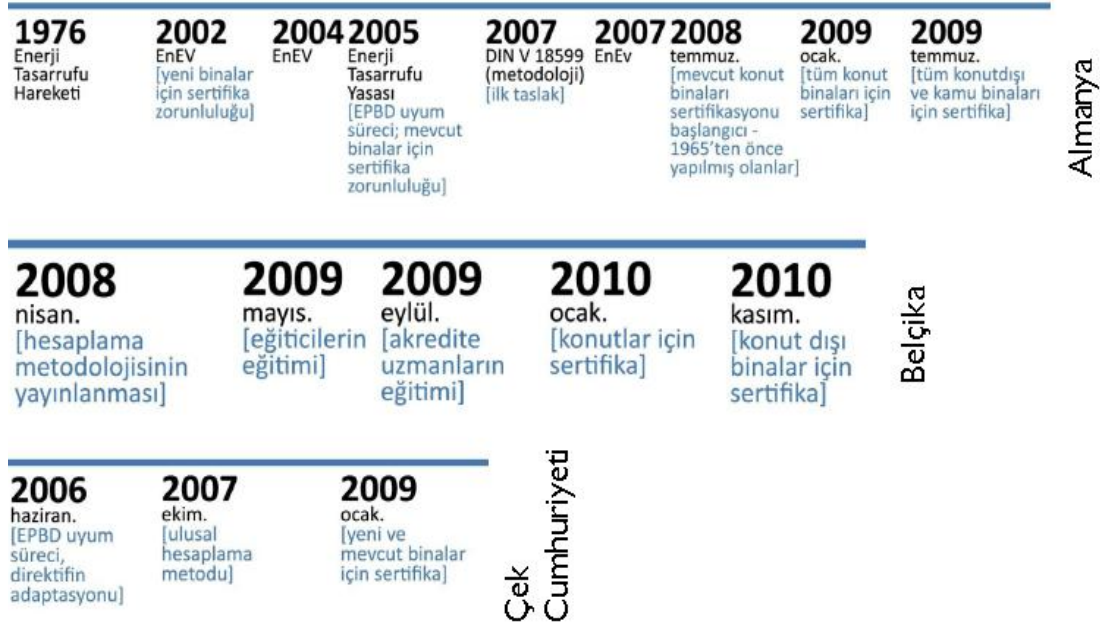 1976
Enerji
Tasarrufu
Hareketi
2002
EnEV
[yeni binalar
için sertifika
zorunluluğu]
2004
EnEV
2005
Enerji
Tasarrufu
Yasası
[EPBD uyum
süreci; mevcut
binalar için
sertifika
zorunluluğu]
2007
DIN V 18599
(metodoloji)
[ilk taslak]
2007
EnEv
2008
temmuz.
[mevcut konut
binaları
sertifikasyonu
başlangıcı -
1965'ten önce
yapılmış olanlar]
2009
ocak.
[tüm konut
binaları için
sertifika]
2009
temmuz.
[tüm konutdışı
ve kamu binaları
için sertifika]
Almanya
2008
nisan.
[hesaplama
metodolojisinin
yayınlanması]
2009
mayıs.
[eğiticilerin
eğitimi]
2009
eylül.
[akredite
uzmanların
eğitimi]
2010
ocak.
[konutlar için
sertifika]
2010
kasım.
[konut dışı
binalar için
sertifika]
Belçika
2006
haziran.
[EPBD uyum
süreci,
direktifin
adaptasyonu]
2007
ekim.
[ulusal
hesaplama
metodu]
2009
ocak.
[yeni ve
mevcut binalar
için sertifika]
Çek
Cumhuriyeti